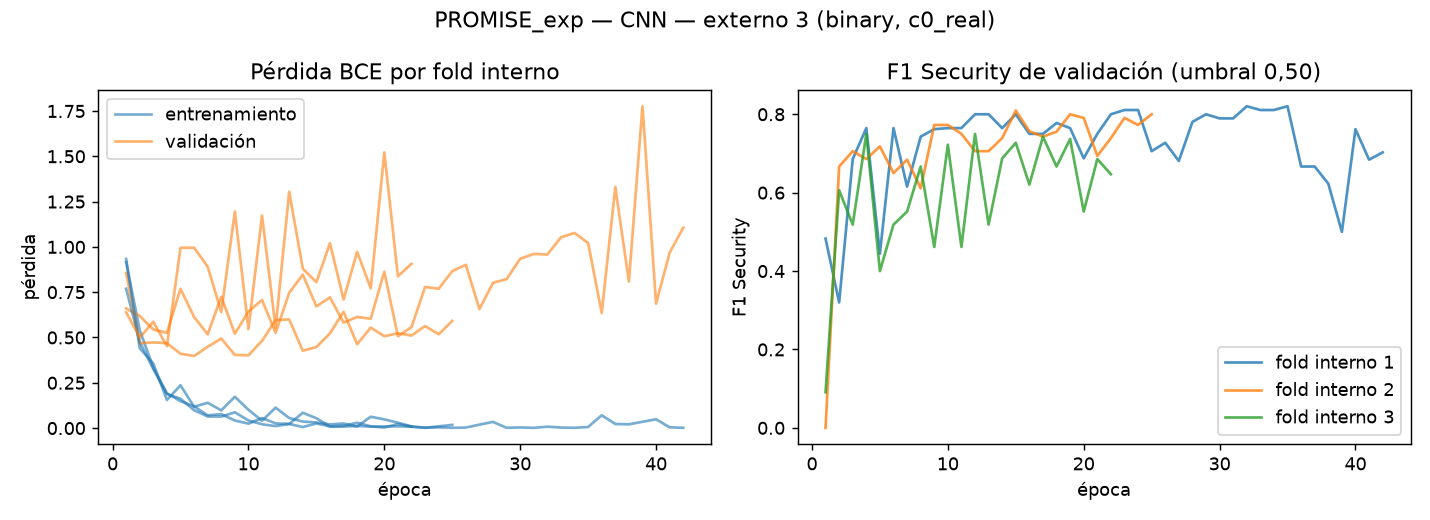 PROMISE_exp — CNN — externo 3 (binary, c0_real)
Pérdida BCE por fold interno
entrenamiento
validación
1.75
1.50
1.25
1.00
0.75
0.50
0.25
0.00
pérdida
0
10
20
30
40
época
F1 Security de validación (umbral 0,50)
0.8
0.6
0.4
0.2
0.0
F1 Security
fold interno 1
fold interno 2
fold interno 3
0
10
20
30
40
época